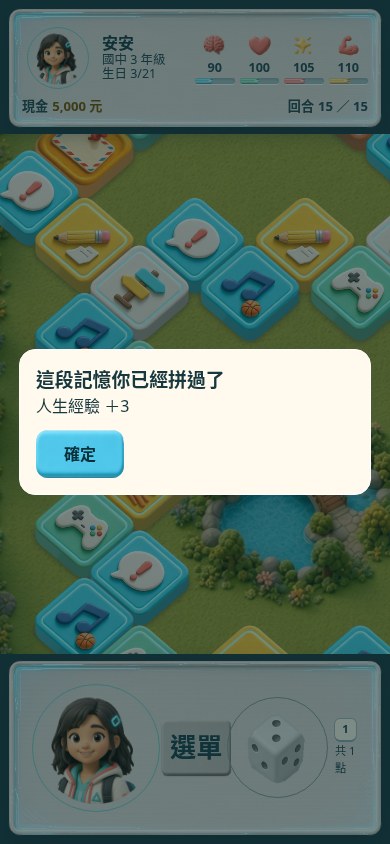 安安
國中 3 年級
生日 3/21
90 100 105 110
現金 5,000 元
回合 15 ／ 15
這段記憶你已經拼過了
人生經驗 ＋3
確定
選單
1
共 1
點